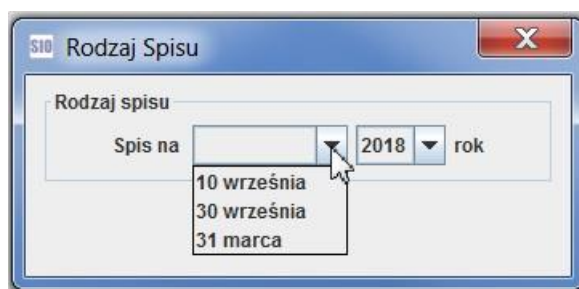 SIO Rodzaj Spisu
Rodzaj spisu
Spis na 2018 rok
10 września
30 września
31 marca